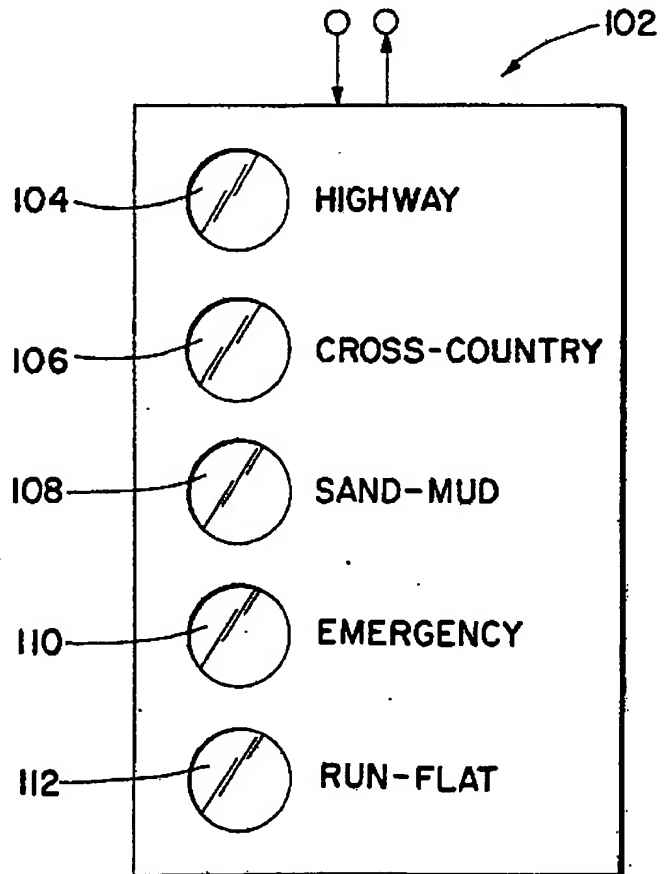 102
104 HIGHWAY
106 CROSS-COUNTRY
108 SAND-MUD
110 EMERGENCY
112 RUN-FLAT